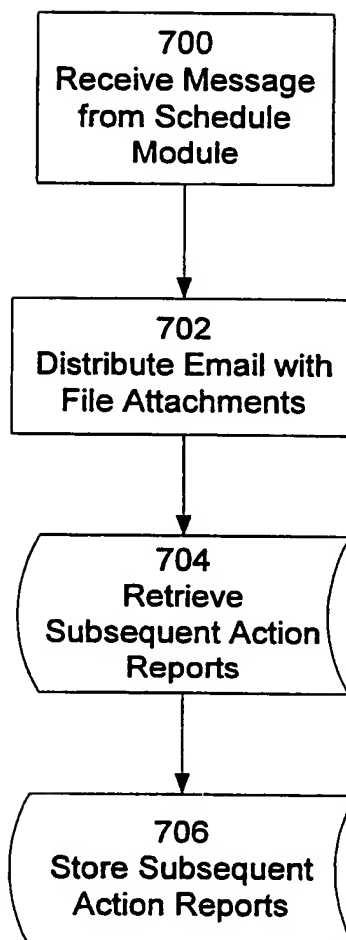 700
Receive Message
from Schedule
Module
702
Distribute Email with
File Attachments
704
Retrieve
Subsequent Action
Reports
706
Store Subsequent
Action Reports